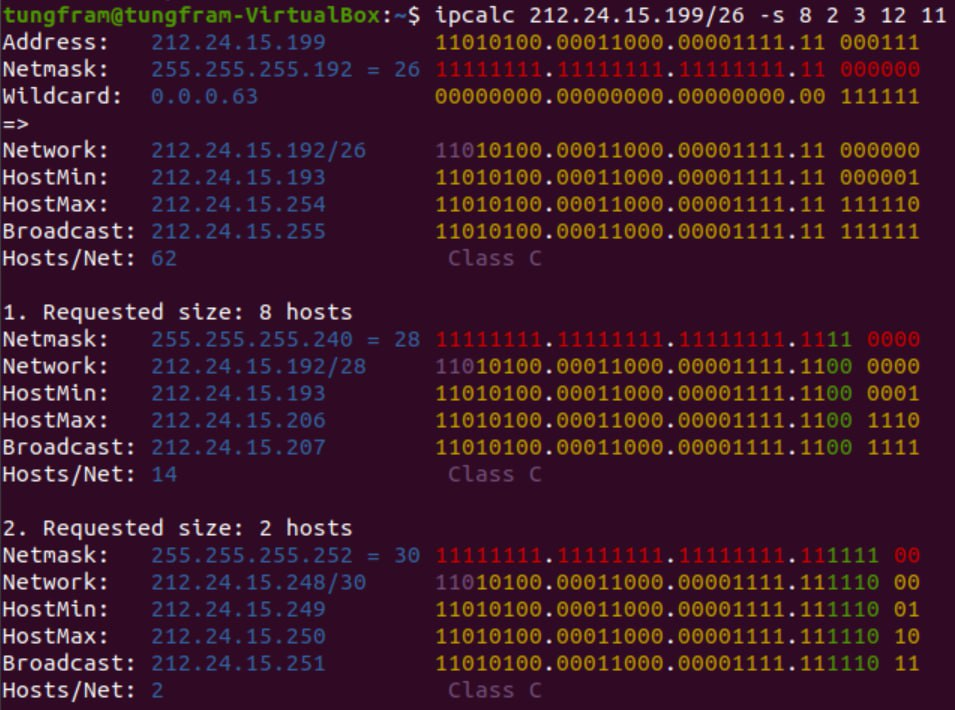 tungfram@tungfram-VirtualBox:~$ ipcalc 212.24.15.199/26 -s 8 2 3 12 11
Address:   212.24.15.199        11010100.00011000.00001111.11 000111
Netmask:   255.255.255.192 = 26 11111111.11111111.11111111.11 000000
Wildcard:  0.0.0.63             00000000.00000000.00000000.00 111111
=>
Network:   212.24.15.192/26     11010100.00011000.00001111.11 000000
HostMin:   212.24.15.193        11010100.00011000.00001111.11 000001
HostMax:   212.24.15.254        11010100.00011000.00001111.11 111110
Broadcast: 212.24.15.255        11010100.00011000.00001111.11 111111
Hosts/Net: 62                    Class C

1. Requested size: 8 hosts
Netmask:   255.255.255.240 = 28 11111111.11111111.11111111.1111 0000
Network:   212.24.15.192/28     11010100.00011000.00001111.1100 0000
HostMin:   212.24.15.193        11010100.00011000.00001111.1100 0001
HostMax:   212.24.15.206        11010100.00011000.00001111.1100 1110
Broadcast: 212.24.15.207        11010100.00011000.00001111.1100 1111
Hosts/Net: 14                    Class C

2. Requested size: 2 hosts
Netmask:   255.255.255.252 = 30 11111111.11111111.11111111.111111 00
Network:   212.24.15.248/30     11010100.00011000.00001111.111110 00
HostMin:   212.24.15.249        11010100.00011000.00001111.111110 01
HostMax:   212.24.15.250        11010100.00011000.00001111.111110 10
Broadcast: 212.24.15.251        11010100.00011000.00001111.111110 11
Hosts/Net: 2                     Class C